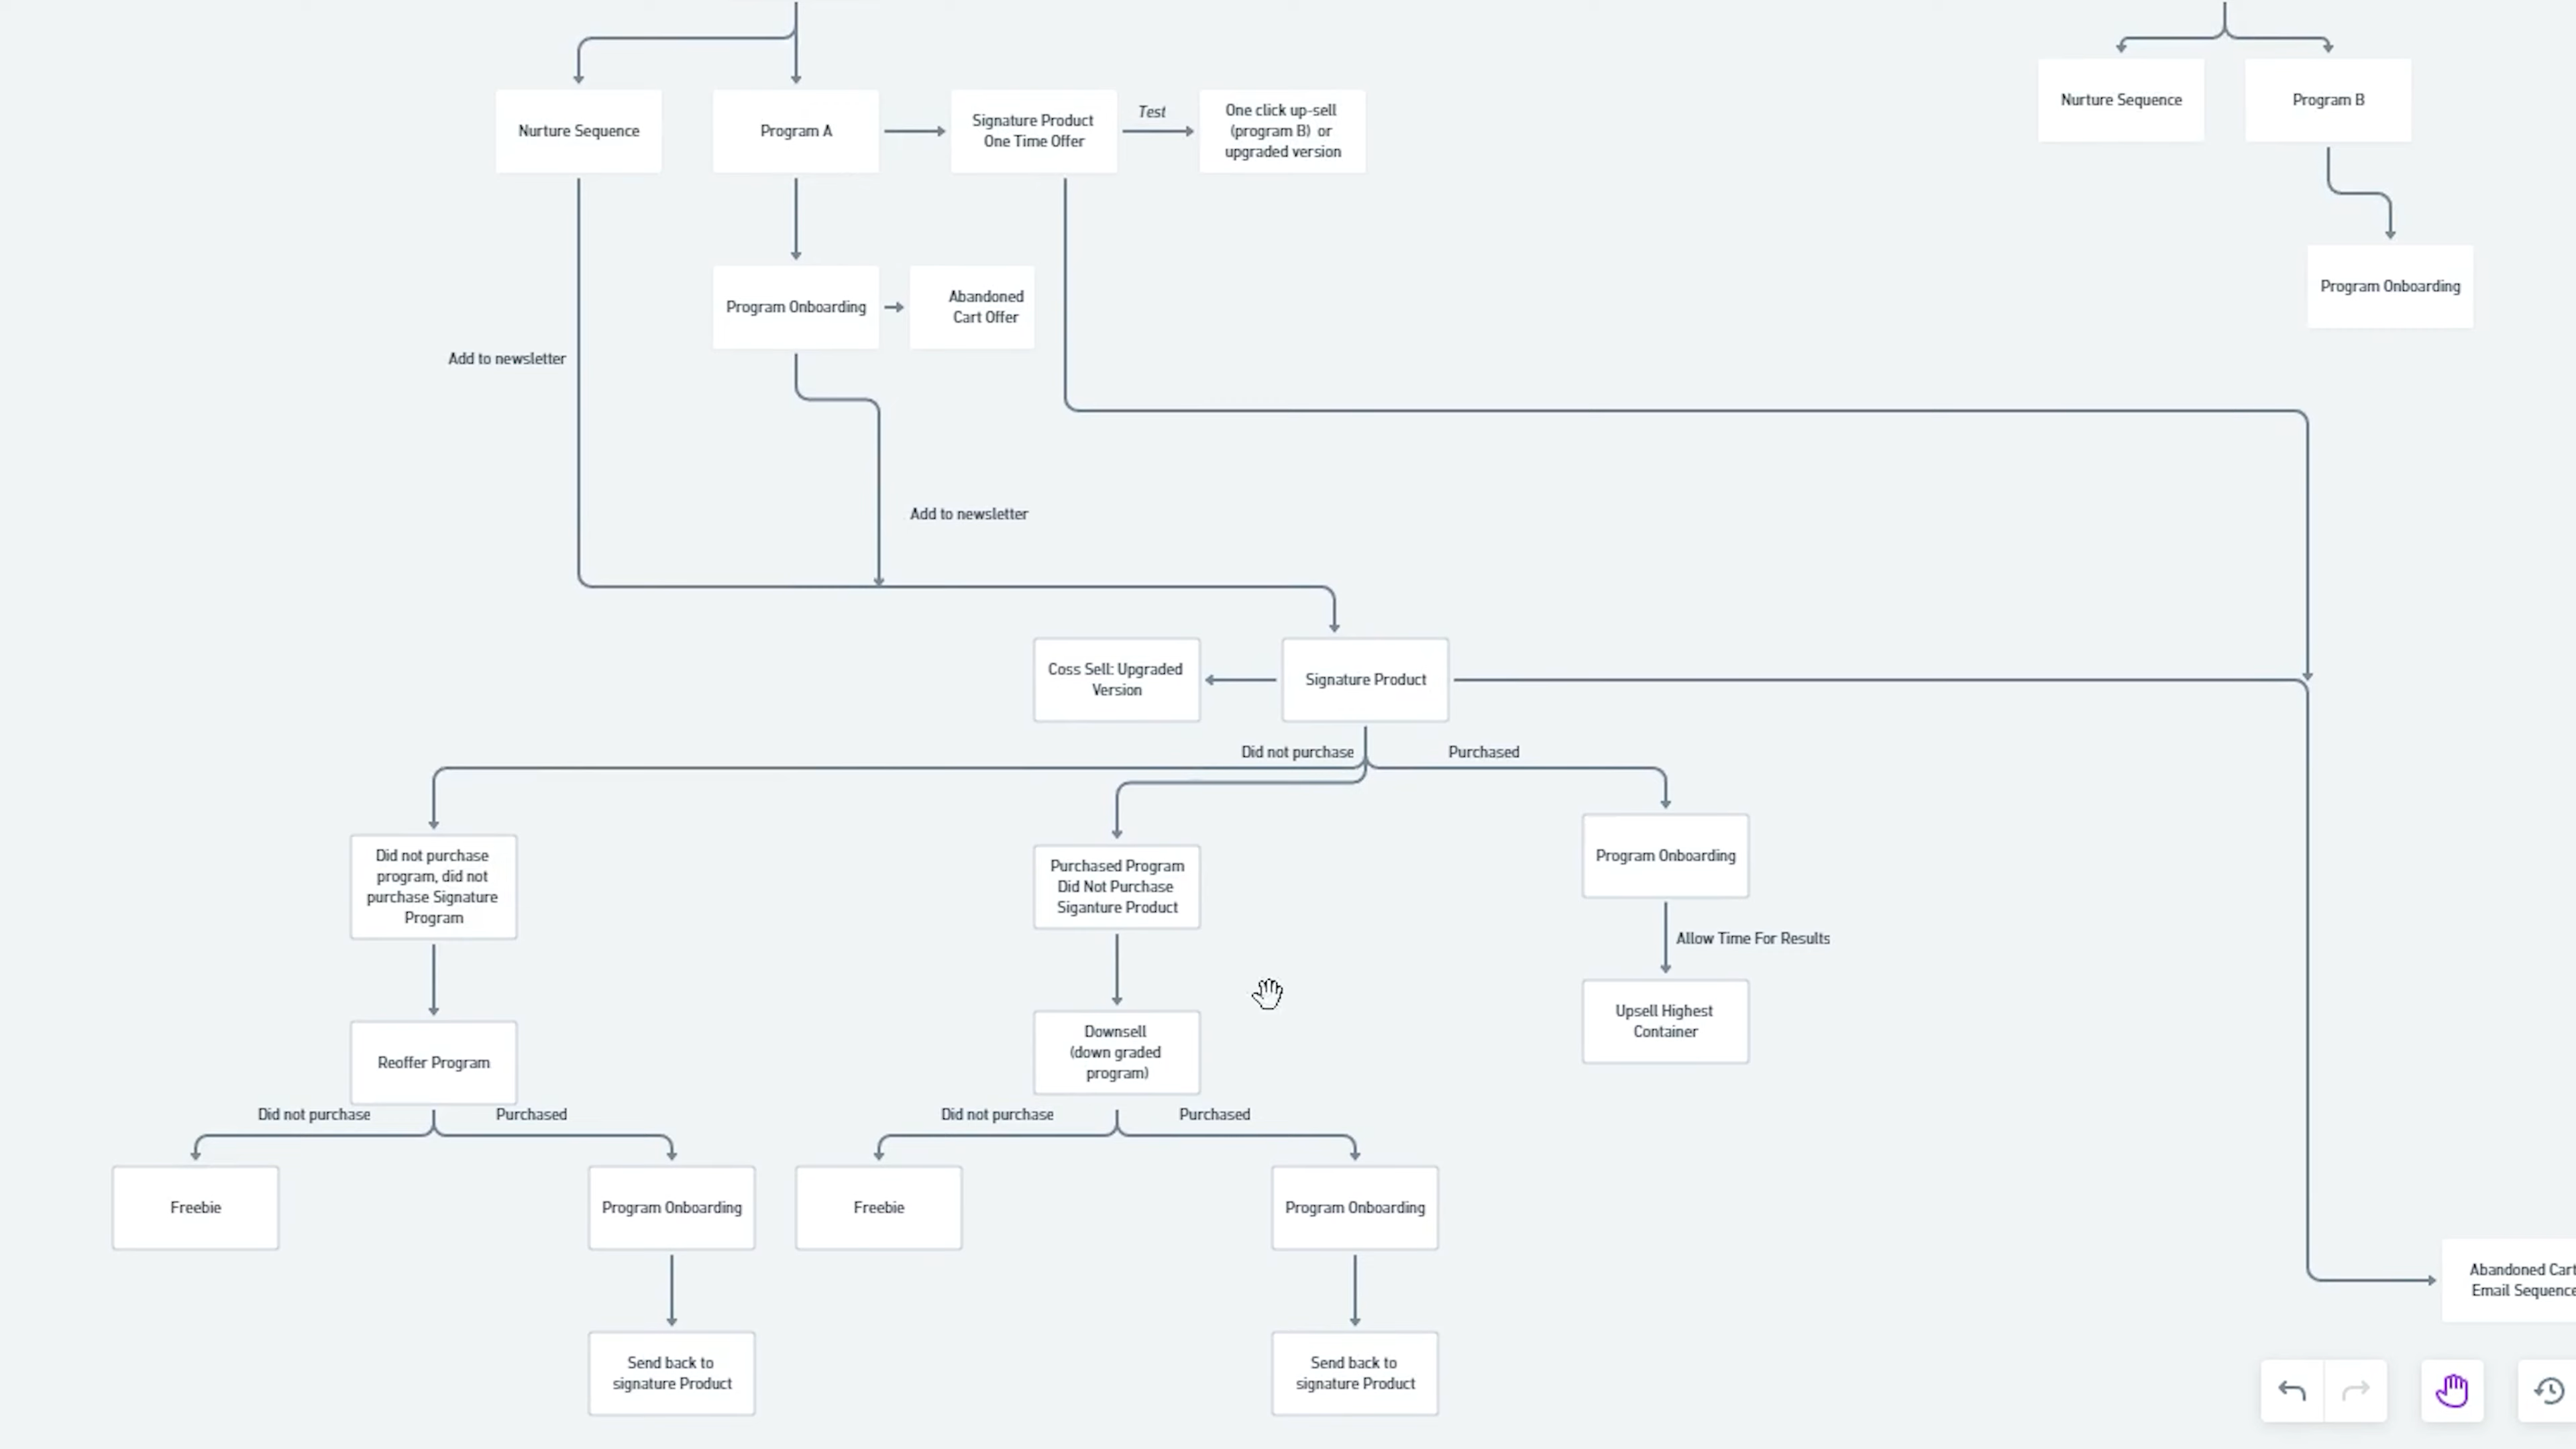 Nurture Sequence
Program A
Signature Product
One Time Offer
Test
One click up-sell
(program B) or
upgraded version
Nurture Sequence
Program B
Program Onboarding
Program Onboarding
Abandoned
Cart Offer
Add to newsletter
Add to newsletter
Coss Sell: Upgraded
Version
Signature Product
Did not purchase
Purchased
Did not purchase
program, did not
purchase Signature
Program
Purchased Program
Did Not Purchase
Siganture Product
Program Onboarding
Allow Time For Results
Upsell Highest
Container
Reoffer Program
Downsell
(down graded
program)
Did not purchase
Purchased
Did not purchase
Purchased
Freebie
Program Onboarding
Freebie
Program Onboarding
Abandoned Cart
Email Sequence
Send back to
signature Product
Send back to
signature Product